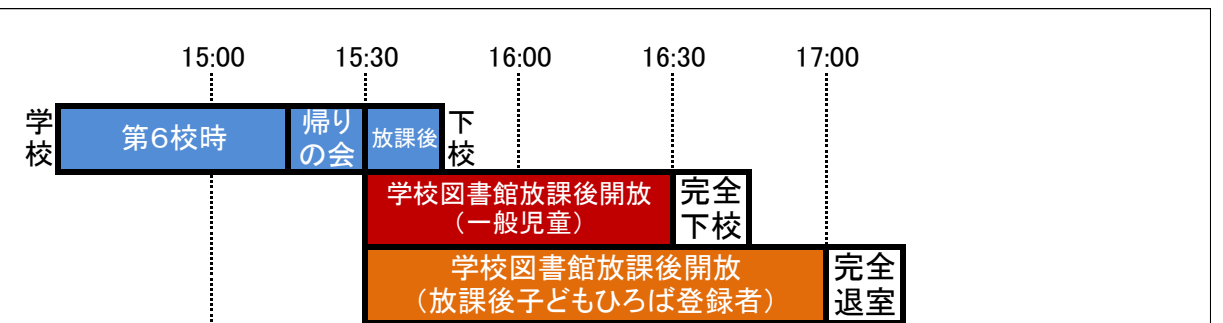 15:00 15:30 16:00 16:30 17:00
学校
第6校時
帰りの会
放課後
下校
学校図書館放課後開放
（一般児童）
完全
下校
学校図書館放課後開放
（放課後子どもひろば登録者）
完全
退室